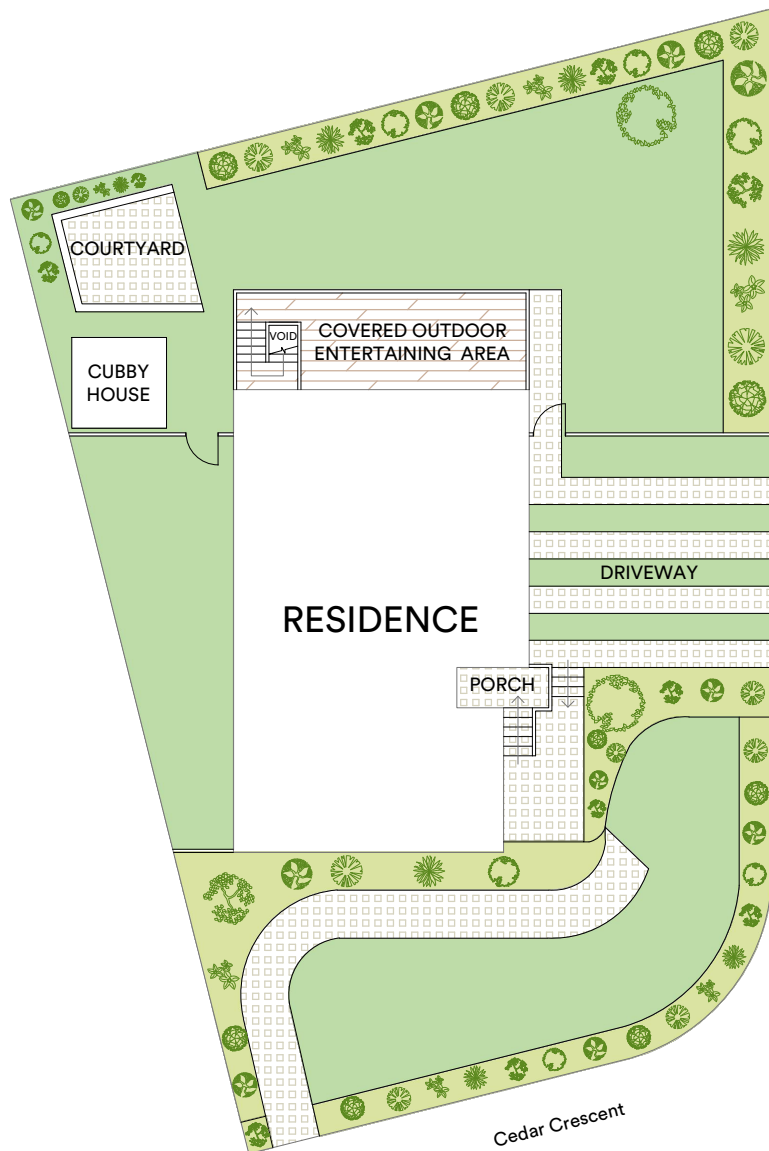 COURTYARD
VOID
COVERED OUTDOOR
ENTERTAINING AREA
CUBBY
HOUSE
DRIVEWAY
RESIDENCE
PORCH
Cedar Crescent